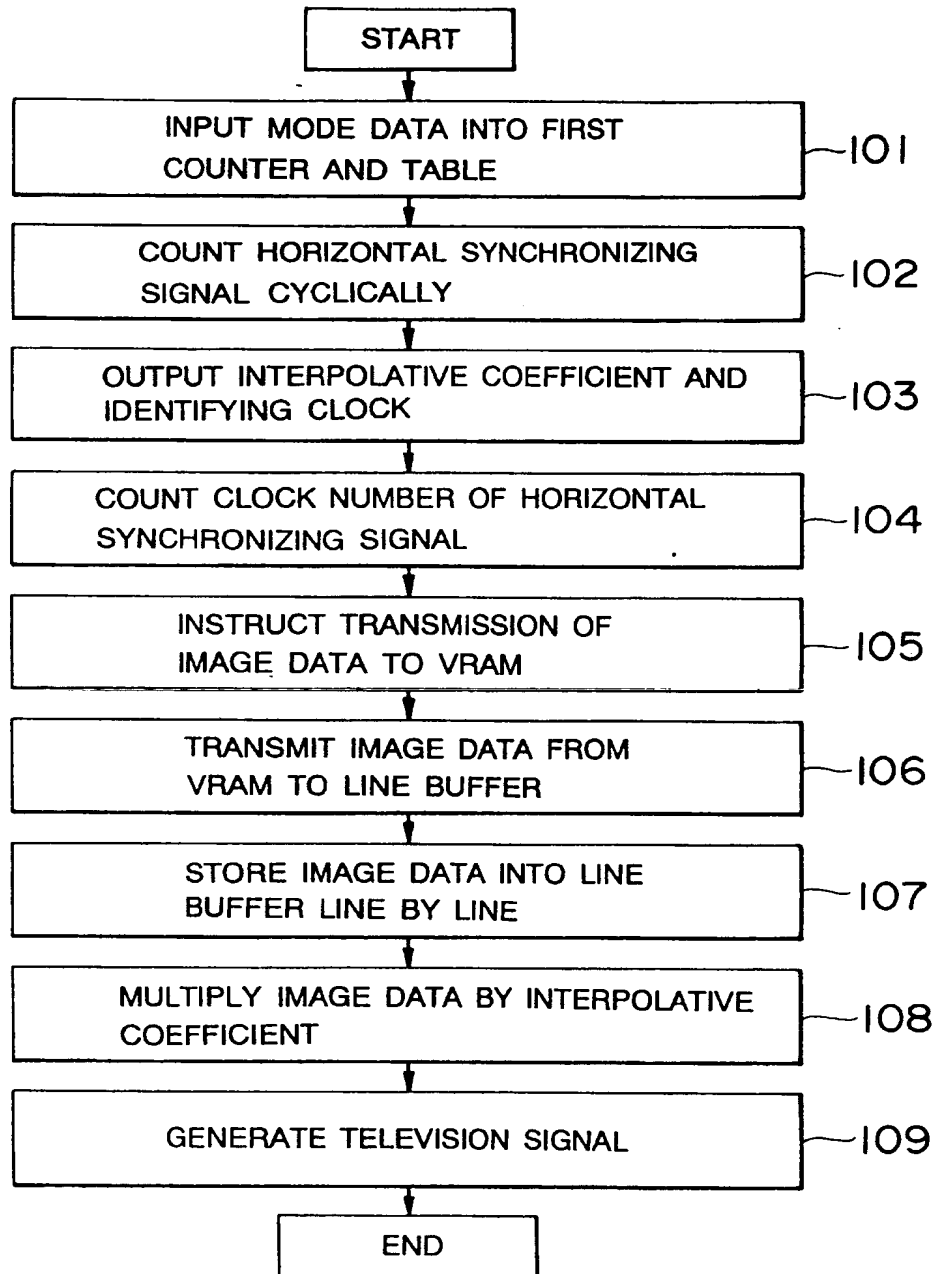 START
INPUT MODE DATA INTO FIRST
COUNTER AND TABLE
101
COUNT HORIZONTAL SYNCHRONIZING
SIGNAL CYCLICALLY
102
OUTPUT INTERPOLATIVE COEFFICIENT AND
IDENTIFYING CLOCK
103
COUNT CLOCK NUMBER OF HORIZONTAL
SYNCHRONIZING SIGNAL
104
INSTRUCT TRANSMISSION OF
IMAGE DATA TO VRAM
105
TRANSMIT IMAGE DATA FROM
VRAM TO LINE BUFFER
106
STORE IMAGE DATA INTO LINE
BUFFER LINE BY LINE
107
MULTIPLY IMAGE DATA BY INTERPOLATIVE
COEFFICIENT
108
GENERATE TELEVISION SIGNAL
109
END